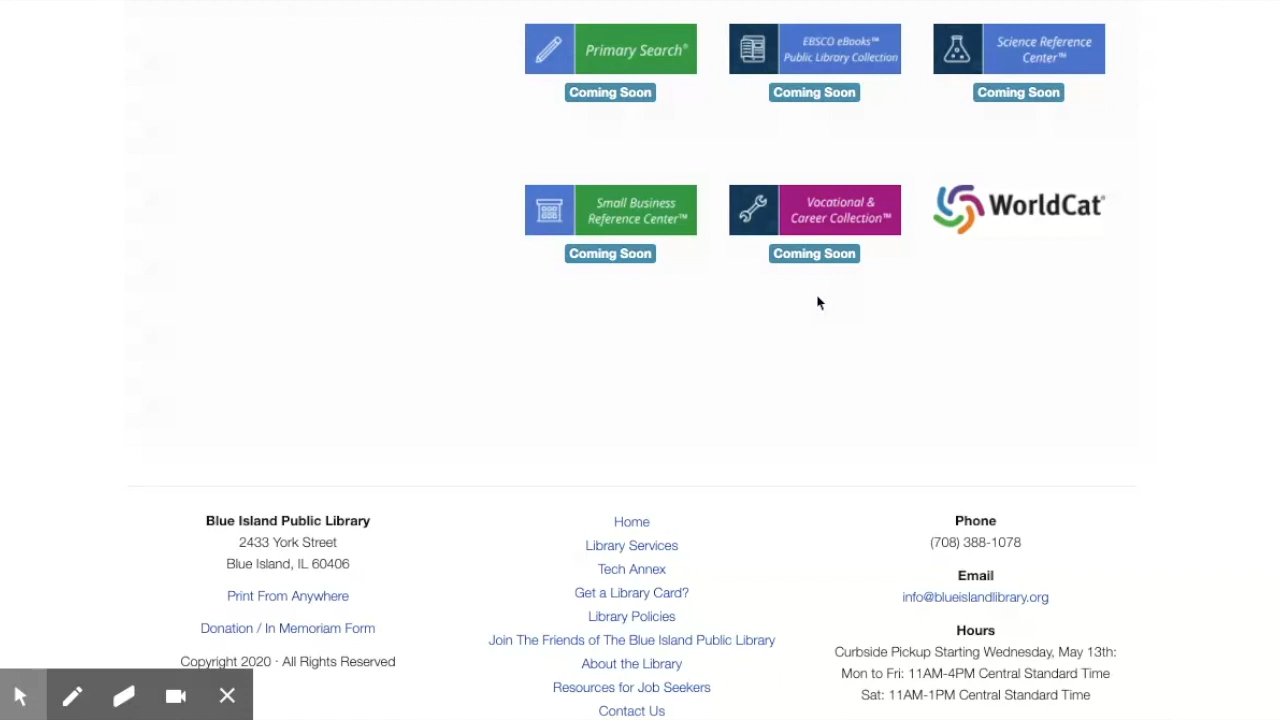 Primary Search®
EBSCO eBooks™
Public Library Collection
Science Reference
Center™
Coming Soon
Coming Soon
Coming Soon
Small Business
Reference Center™
Vocational &
Career Collection™
WorldCat®
Coming Soon
Coming Soon
Blue Island Public Library
2433 York Street
Blue Island, IL 60406
Print From Anywhere
Donation / In Memoriam Form
Copyright 2020 · All Rights Reserved
Home
Library Services
Tech Annex
Get a Library Card?
Library Policies
Join The Friends of The Blue Island Public Library
About the Library
Resources for Job Seekers
Contact Us
Phone
(708) 388-1078
Email
info@blueislandlibrary.org
Hours
Curbside Pickup Starting Wednesday, May 13th:
Mon to Fri: 11AM-4PM Central Standard Time
Sat: 11AM-1PM Central Standard Time